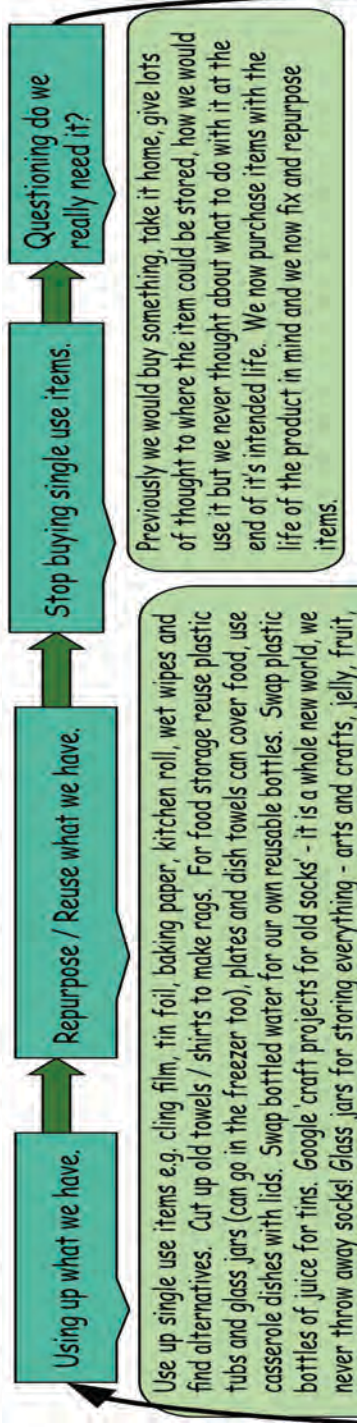 Using up what we have.
Repurpose / Reuse what we have.
Stop buying single use items.
Questioning do we
really need it?
Use up single use items e.g. cling film, tin foil, baking paper, kitchen roll, wet wipes and
find alternatives. Cut up old towels / shirts to make rags. For food storage reuse plastic
tubs and glass jars (can go in the freezer too), plates and dish towels can cover food, use
casserole dishes with lids. Swap bottled water for our own reusable bottles. Swap plastic
bottles of juice for tins. Google 'craft projects for old socks' - it is a whole new world, we
never throw away socks! Glass jars for storing everything - arts and crafts, jelly, fruit,
Previously we would buy something, take it home, give lots
of thought to where the item could be stored, how we would
use it but we never thought about what to do with it at the
end of it's intended life. We now purchase items with the
life of the product in mind and we now fix and repurpose
items.